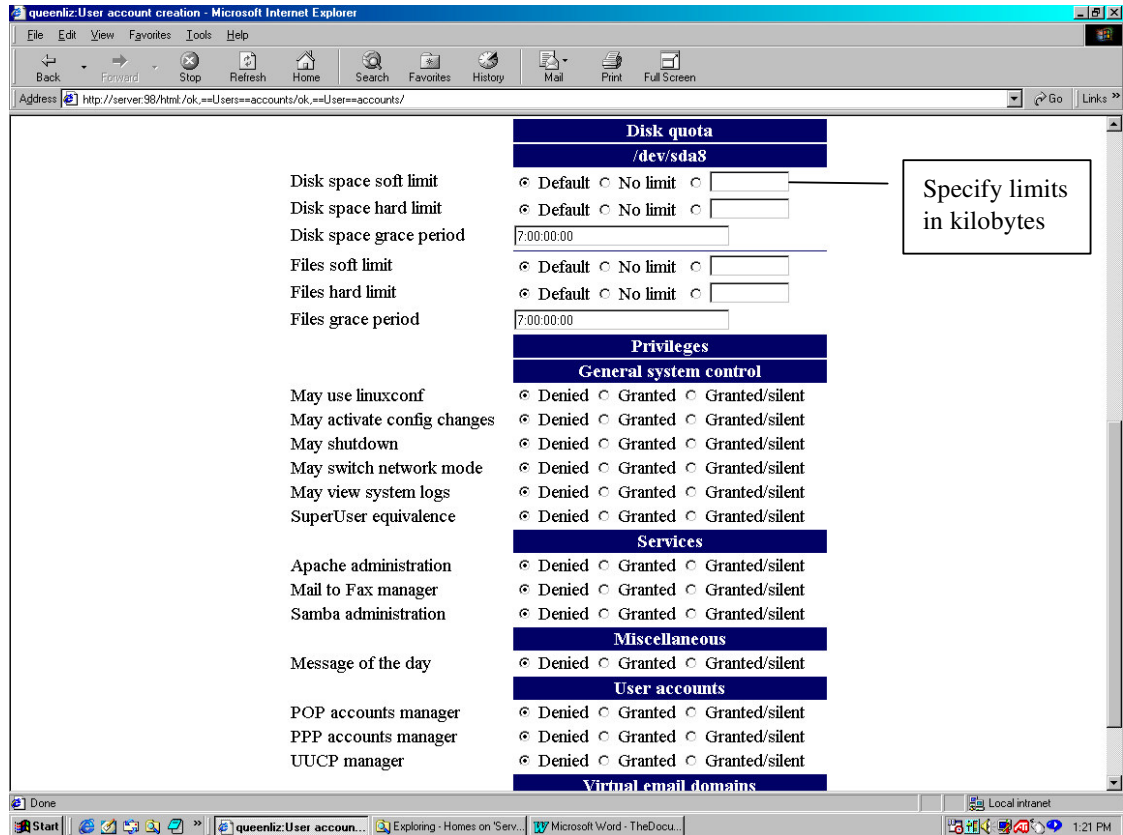 queenliz:User account creation - Microsoft Internet Explorer
File Edit View Favorites Tools Help
Back Forward Stop Refresh Home Search Favorites History Mail Print Full Screen
Address http://server:98/html:/ok,==Users==accounts/ok,==User==accounts/ Go Links »
Disk quota
/dev/sda8
Disk space soft limit Default No limit
Specify limits
in kilobytes
Disk space hard limit Default No limit
Disk space grace period 7:00:00:00
Files soft limit Default No limit
Files hard limit Default No limit
Files grace period 7:00:00:00
Privileges
General system control
May use linuxconf Denied Granted Granted/silent
May activate config changes Denied Granted Granted/silent
May shutdown Denied Granted Granted/silent
May switch network mode Denied Granted Granted/silent
May view system logs Denied Granted Granted/silent
SuperUser equivalence Denied Granted Granted/silent
Services
Apache administration Denied Granted Granted/silent
Mail to Fax manager Denied Granted Granted/silent
Samba administration Denied Granted Granted/silent
Miscellaneous
Message of the day Denied Granted Granted/silent
User accounts
POP accounts manager Denied Granted Granted/silent
PPP accounts manager Denied Granted Granted/silent
UUCP manager Denied Granted Granted/silent
Virtual email domains
Done Local intranet
Start » queenliz:User accoun... Exploring - Homes on 'Serv... Microsoft Word - TheDocu... 1:21 PM